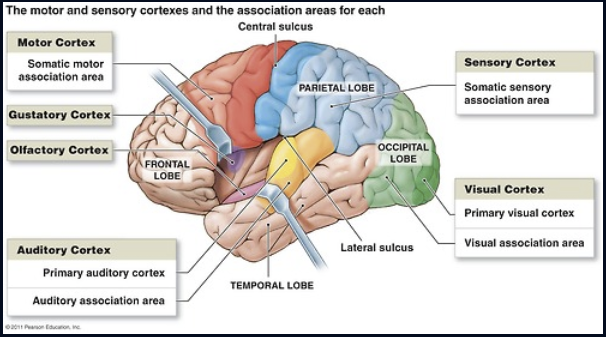 The motor and sensory cortexes and the association areas for each
Central sulcus
Motor Cortex
Somatic motor
association area
Gustatory Cortex
Olfactory Cortex
FRONTAL
LOBE
PARIETAL LOBE
OCCIPITAL
LOBE
Sensory Cortex
Somatic sensory
association area
Visual Cortex
Primary visual cortex
Visual association area
Auditory Cortex
Primary auditory cortex
Auditory association area
Lateral sulcus
TEMPORAL LOBE
©2011 Pearson Education, Inc.